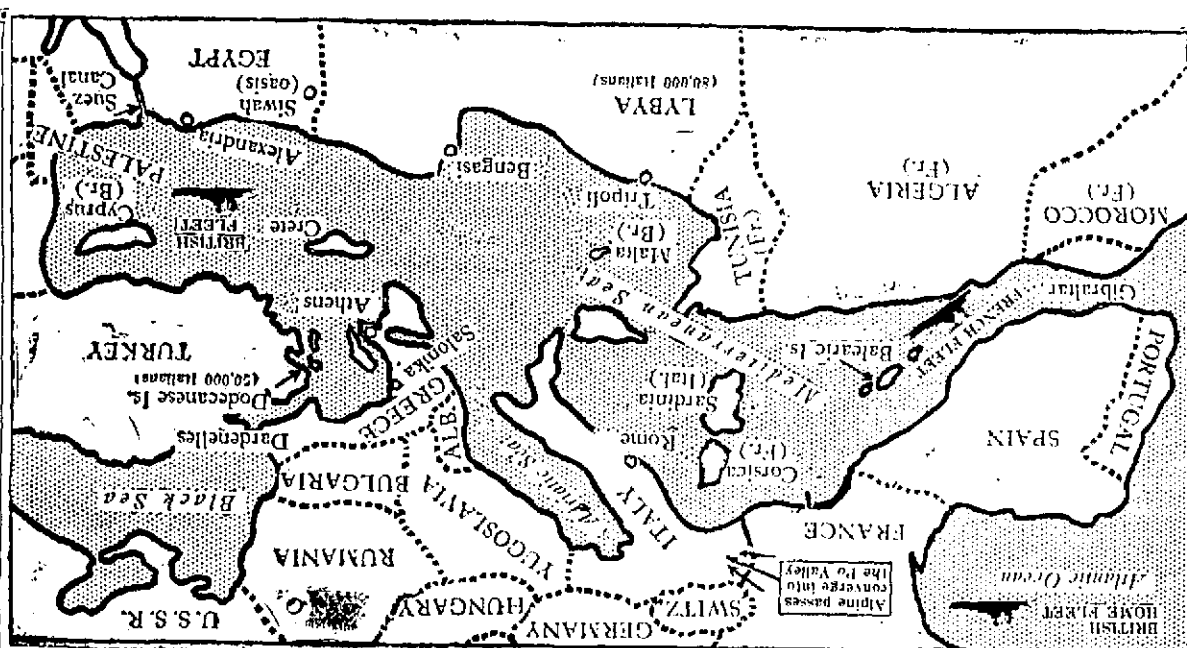 BRITISH
HOME FLEET
Atlantic Ocean
Alpine passes
converge into
the Po Valley
SWITZ
GERMANY
HUNGARY
U.S.S.R.
RUMANIA
FRANCE
ITALY
YUGOSLAVIA
BULGARIA
Black Sea
Adriatic Sea
PORTUGAL
SPAIN
Corsica
(Fr.)
Rome
ALB.
GREECE
Dardenelles
Sardinia
(Ital.)
Salonika
Dodecanese Is.
(50,000 Italians)
TURKEY
Balearic Is.
FRENCH FLEET
Mediterranean Sea
Athens
Gibraltar
MOROCCO
(Fr.)
ALGERIA
(Fr.)
TUNISIA
(Fr.)
Malta
(Br.)
Tripoli
Crete
BRITISH
FLEET
Cyprus
(Br.)
PALESTINE
Bengasi
Alexandria
LYBYA
(80,000 Italians)
Siwah
(oasis)
EGYPT
Suez
Canal